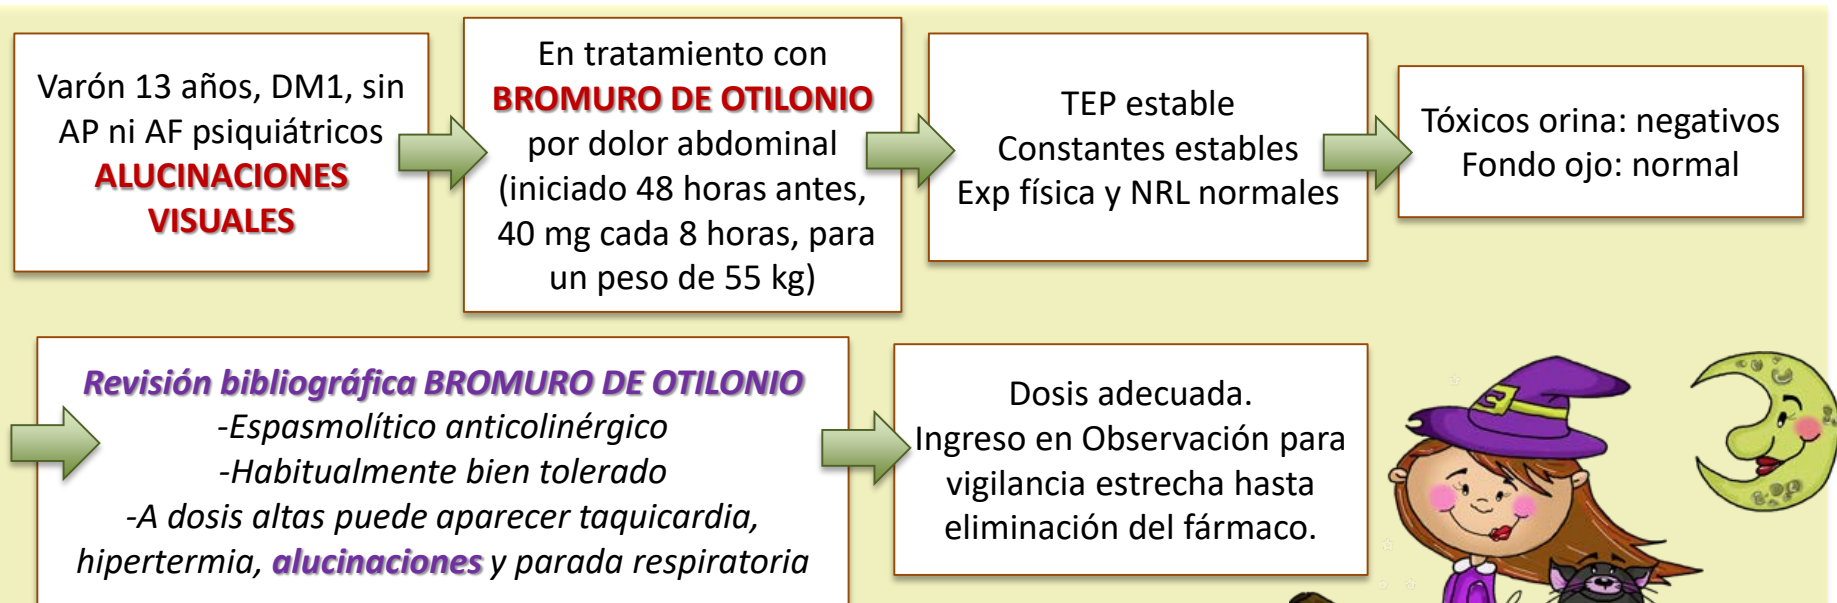 Varón 13 años, DM1, sin
AP ni AF psiquiátricos
ALUCINACIONES
VISUALES
En tratamiento con
BROMURO DE OTILONIO
por dolor abdominal
(iniciado 48 horas antes,
40 mg cada 8 horas, para
un peso de 55 kg)
TEP estable
Constantes estables
Exp física y NRL normales
Tóxicos orina: negativos
Fondo ojo: normal
Revisión bibliográfica BROMURO DE OTILONIO
-Espasmolítico anticolinérgico
-Habitualmente bien tolerado
-A dosis altas puede aparecer taquicardia,
hipertermia, alucinaciones y parada respiratoria
Dosis adecuada.
Ingreso en Observación para
vigilancia estrecha hasta
eliminación del fármaco.